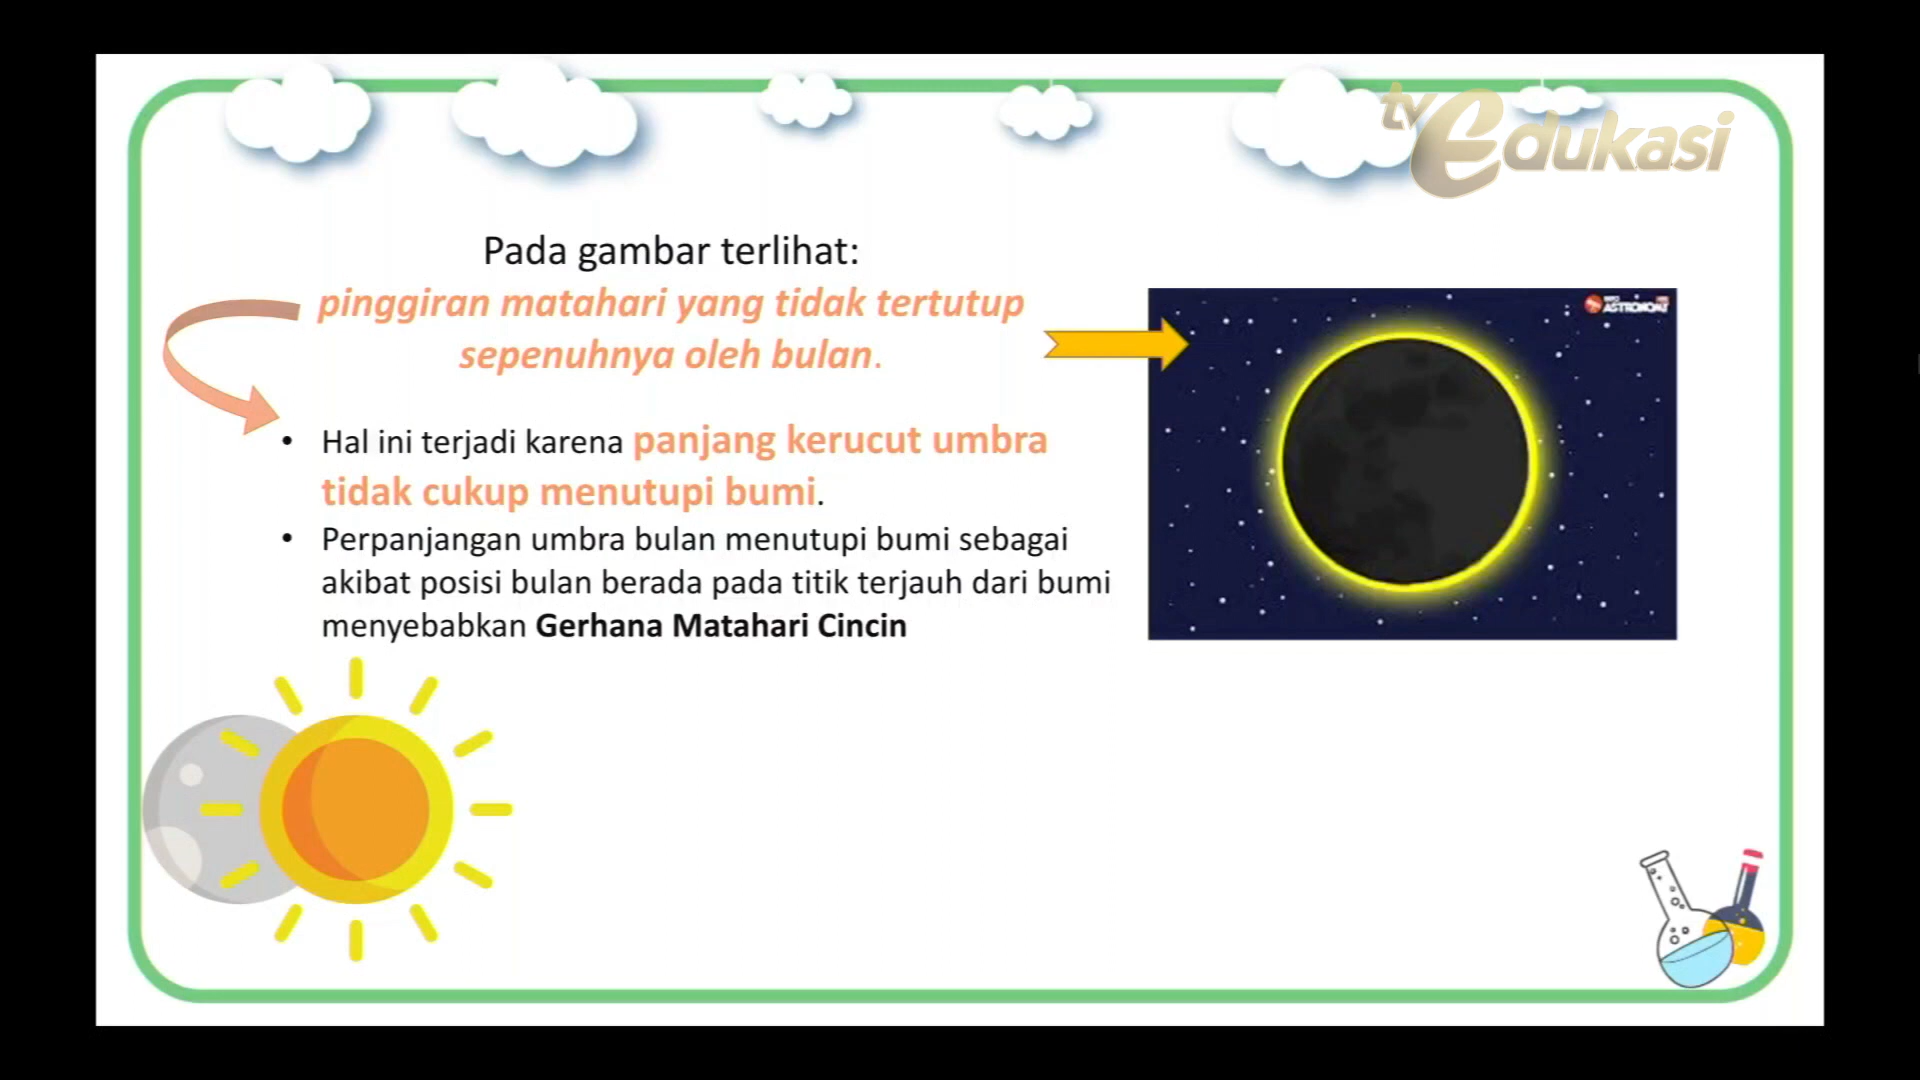 tv edukasi
Pada gambar terlihat:
pinggiran matahari yang tidak tertutup
sepenuhnya oleh bulan.
• Hal ini terjadi karena panjang kerucut umbra
tidak cukup menutupi bumi.
• Perpanjangan umbra bulan menutupi bumi sebagai
akibat posisi bulan berada pada titik terjauh dari bumi
menyebabkan Gerhana Matahari Cincin
ASTRONOMY